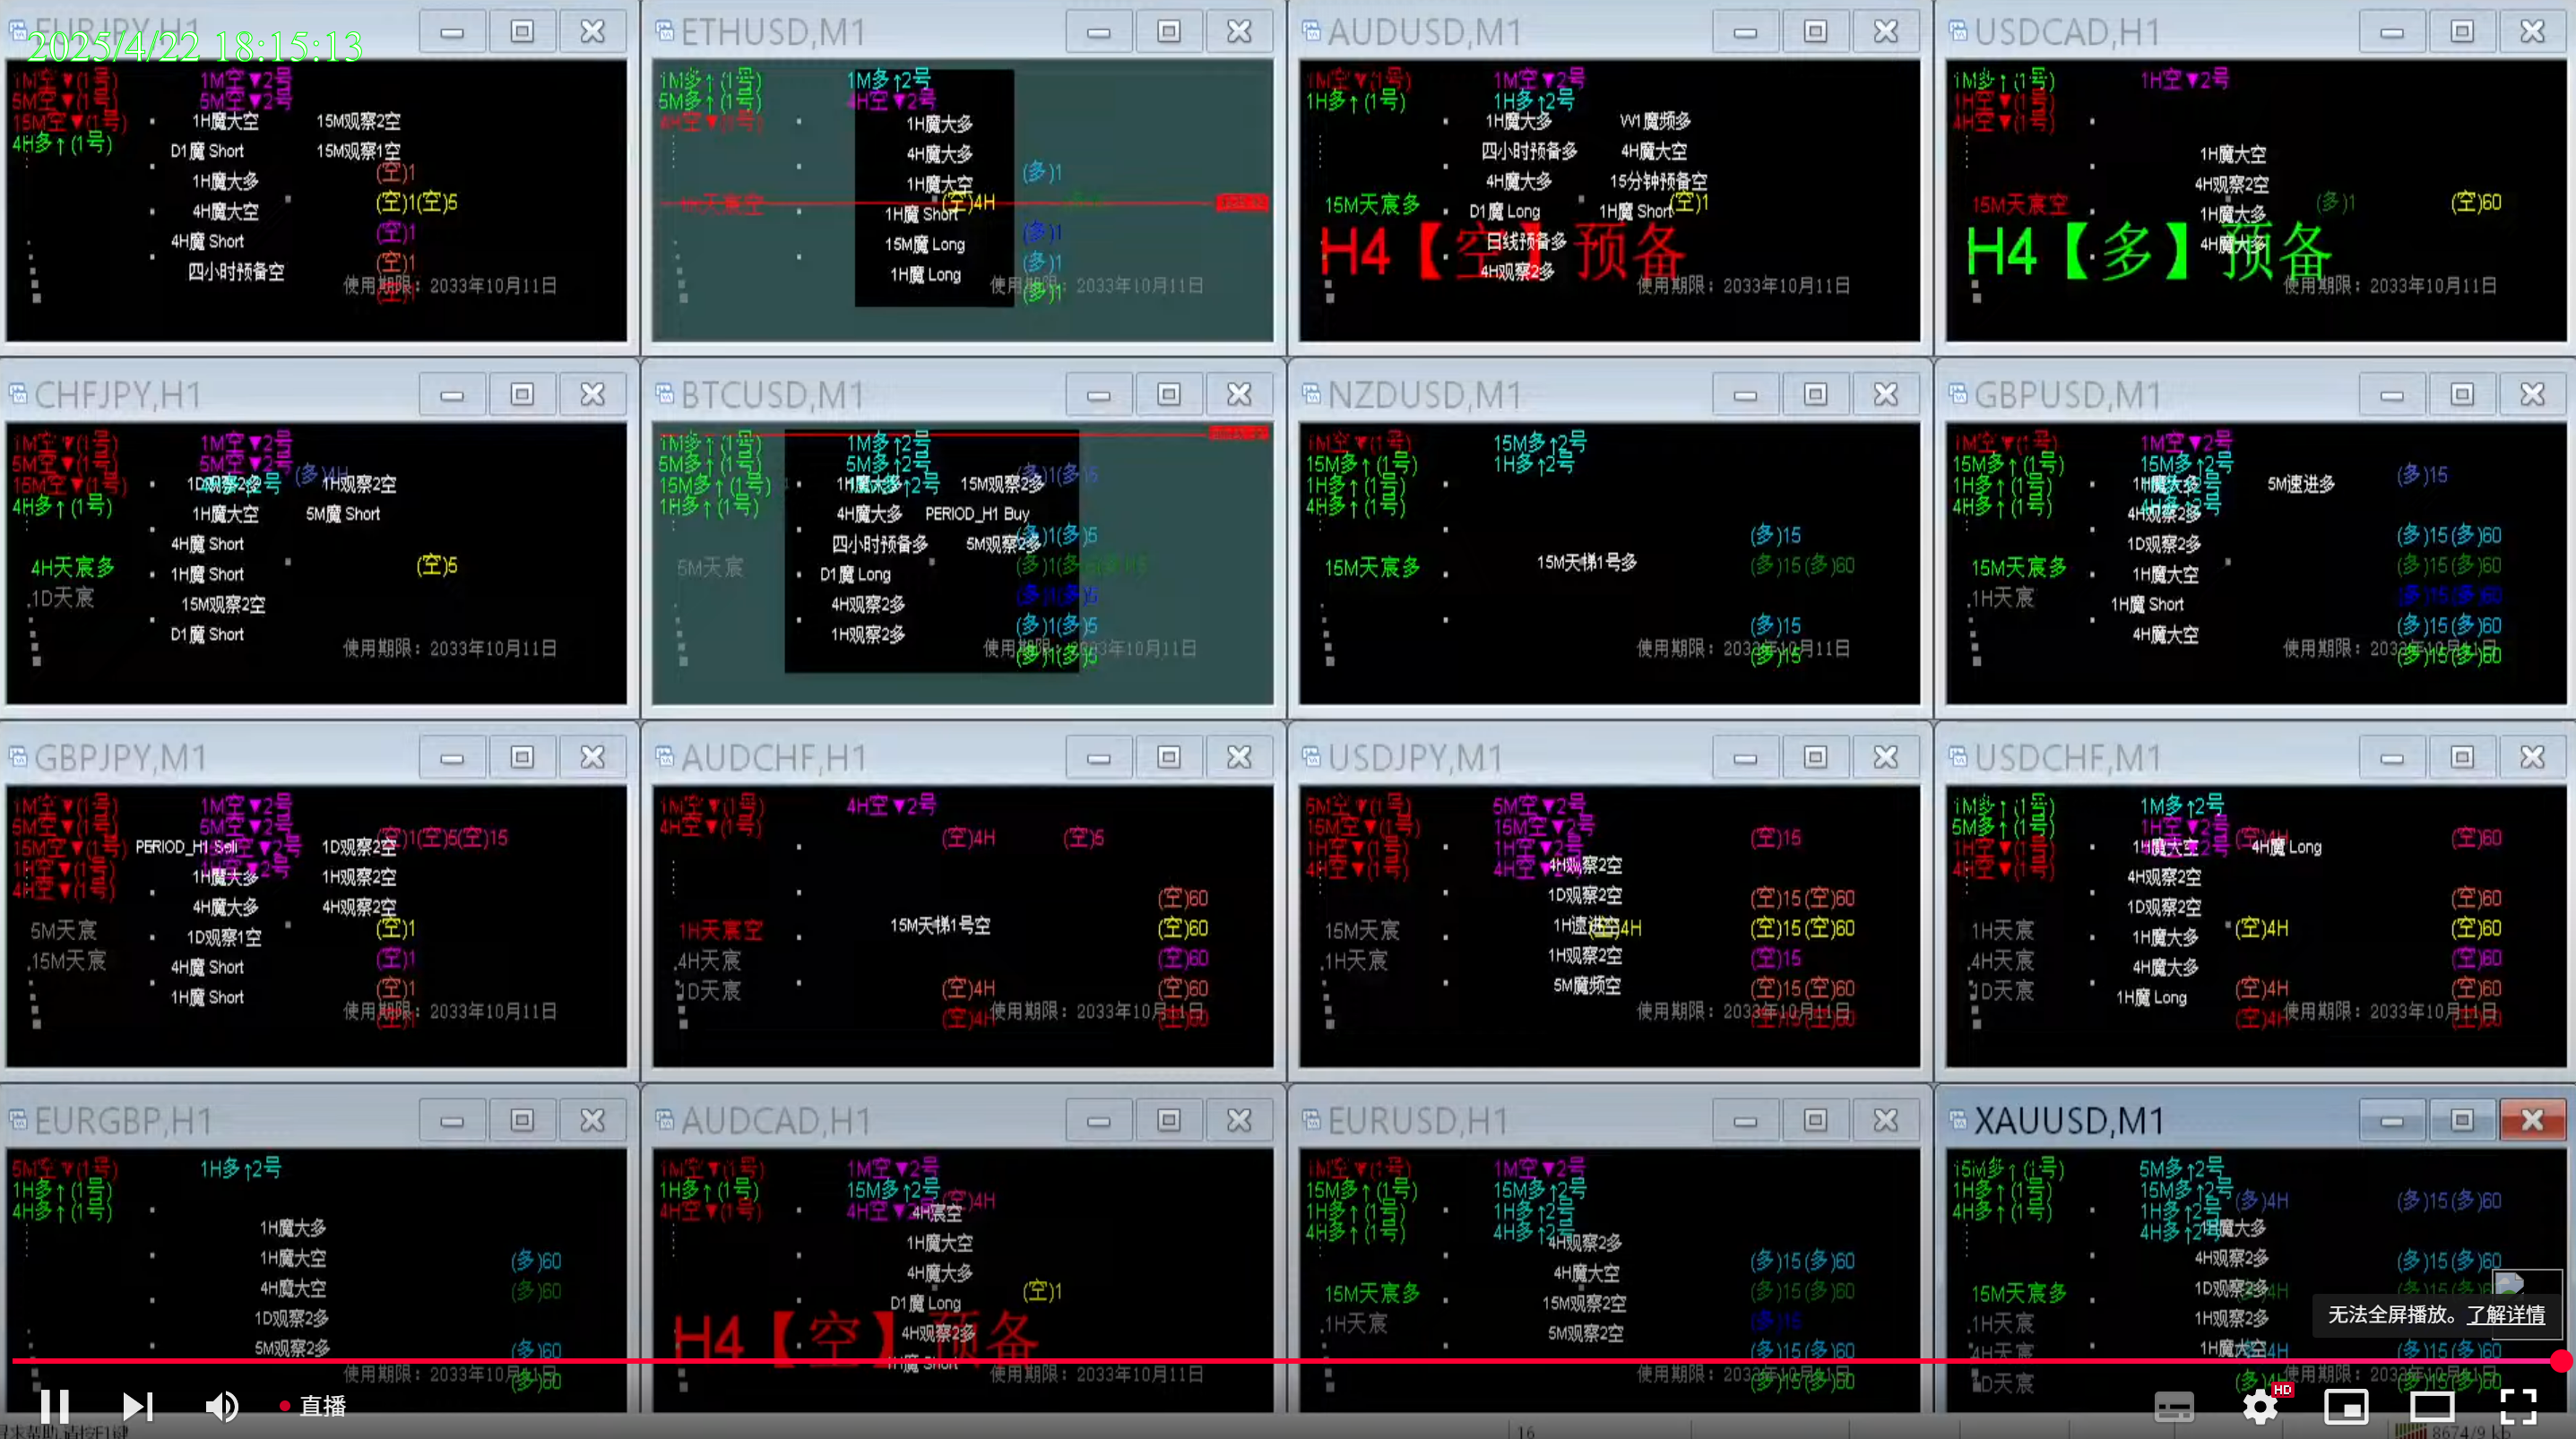 2025/4/22 18:15:13
EURJPY,H1
1M空▼(1号)
5M空▼(1号)
15M空▼(1号)
4H多↑(1号)
1M空▼2号
5M空▼2号
1H魔大空
15M观察2空
D1魔 Short
15M观察1空
1H魔大多
(空)1
4H魔大空
(空)1(空)5
4H魔 Short
(空)1
四小时预备空
(空)1
使用期限：2033年10月11日
ETHUSD,M1
1M多↑(1号)
5M多↑(1号)
4H空▼(1号)
1M多↑2号
4H空▼2号
1H魔大多
4H魔大多
(多)1
1H魔大空
(空)4H
1H魔 Short
15M魔 Long
(多)1
1H魔 Long
(多)1
(多)1
使用期限：2033年10月11日
AUDUSD,M1
1M空▼(1号)
1H多↑(1号)
1M空▼2号
1H多↑2号
1H魔大多
四小时预备多
4H魔大空
4H魔大多
15分钟预备空
15M天宸多
D1魔 Long
1H魔 Short
(空)1
日线预备多
H4【空】预备
4H观察2多
使用期限：2033年10月11日
USDCAD,H1
1M多↑(1号)
1H空▼(1号)
4H空▼(1号)
1H空▼2号
1H魔大空
4H观察2空
15M天宸空
1H魔大多
(多)1
(空)60
4H魔大多
H4【多】预备
使用期限：2033年10月11日
CHFJPY,H1
1M空▼(1号)
5M空▼(1号)
15M空▼(1号)
4H多↑(1号)
1M空▼2号
5M空▼2号
(多)4H
1H观察2空
1H魔大空
5M魔 Short
4H魔 Short
4H天宸多
1H魔 Short
(空)5
1D天宸
15M观察2空
D1魔 Short
使用期限：2033年10月11日
BTCUSD,M1
1M多↑(1号)
5M多↑(1号)
15M多↑(1号)
1H多↑(1号)
1M多↑2号
5M多↑2号
15M观察2多
4H魔大多
PERIOD_H1 Buy
四小时预备多
5M观察2多
(多)1(多)5
5M天宸
D1魔 Long
4H观察2多
(多)1(多)5
1H观察2多
(多)1(多)5
(多)1(多)5
NZDUSD,M1
1M空▼(1号)
15M多↑(1号)
1H多↑(1号)
4H多↑(1号)
15M多↑2号
1H多↑2号
(多)15
15M天宸多
15M天梯1号多
(多)15(多)60
(多)15
(多)15
使用期限：2033年10月11日
GBPUSD,M1
1M空▼(1号)
15M多↑(1号)
1H多↑(1号)
4H多↑(1号)
1M空▼2号
15M多↑2号
1H魔大多
5M速进多
(多)15
4H观察2多
(多)15(多)60
1D观察2多
15M天宸多
1H魔大空
(多)15(多)60
1H天宸
1H魔 Short
(多)15(多)60
4H魔大空
(多)15(多)60
(多)15(多)60
GBPJPY,M1
1M空▼(1号)
5M空▼(1号)
15M空▼(1号)
1H空▼(1号)
4H空▼(1号)
1M空▼2号
5M空▼2号
(空)1(空)5(空)15
PERIOD_H1 Sell
1D观察2空
1H魔大多
1H观察2空
4H魔大多
4H观察2空
5M天宸
1D观察1空
(空)1
15M天宸
4H魔 Short
(空)1
1H魔 Short
(空)1
使用期限：2033年10月11日
AUDCHF,H1
1M空▼(1号)
4H空▼(1号)
4H空▼2号
(空)4H
(空)5
(空)60
1H天宸空
15M天梯1号空
(空)60
4H天宸
(空)60
1D天宸
(空)4H
(空)60
(空)4H
(空)60
使用期限：2033年10月11日
USDJPY,M1
5M空▼(1号)
15M空▼(1号)
1H空▼(1号)
4H空▼(1号)
5M空▼2号
15M空▼2号
1H空▼2号
(空)15
4H观察2空
1D观察2空
(空)15(空)60
15M天宸
(空)15(空)60
1H天宸
1H观察2空
(空)15
5M魔频空
(空)15(空)60
(空)15(空)60
使用期限：2033年10月11日
USDCHF,M1
1M多↑(1号)
5M多↑(1号)
1H空▼(1号)
4H空▼(1号)
1M多↑2号
1H空▼2号
(空)4H
(空)60
1H魔大空
4H魔 Long
4H观察2空
(空)60
1D观察2空
1H天宸
1H魔大多
(空)4H
(空)60
4H天宸
4H魔大多
(空)60
1D天宸
1H魔 Long
(空)4H
(空)60
(空)4H
(空)60
使用期限：2033年10月11日
EURGBP,H1
5M空▼(1号)
1H多↑(1号)
4H多↑(1号)
1H多↑2号
1H魔大多
1H魔大空
(多)60
4H魔大空
(多)60
1D观察2多
5M观察2多
(多)60
(多)60
AUDCAD,H1
1M空▼(1号)
1H多↑(1号)
4H空▼(1号)
1M空▼2号
15M多↑2号
(空)4H
4H宸空
1H魔大空
4H魔大多
(空)1
D1魔 Long
H4【空】预备
4H观察2多
1H魔 Short
使用期限：2033年10月11日
EURUSD,H1
1M空▼(1号)
15M多↑(1号)
1H多↑(1号)
4H多↑(1号)
1M空▼2号
15M多↑2号
1H多↑2号
4H多↑2号
4H观察2多
4H魔大空
(多)15(多)60
15M天宸多
15M观察2空
(多)15(多)60
1H天宸
5M观察2空
(多)15
(多)15(多)60
(多)15(多)60
使用期限：2033年10月11日
XAUUSD,M1
15M多↑(1号)
1H多↑(1号)
4H多↑(1号)
5M多↑2号
15M多↑2号
1H多↑2号
4H多↑2号
(多)4H
(多)15(多)60
1H魔大多
4H观察2多
(多)15(多)60
15M天宸多
1D观察2多
1H天宸
1H观察2多
4H天宸
1H魔大空
(多)15(多)60
1D天宸
使用期限：2033年10月11日
无法全屏播放。了解详情
直播
HD
16